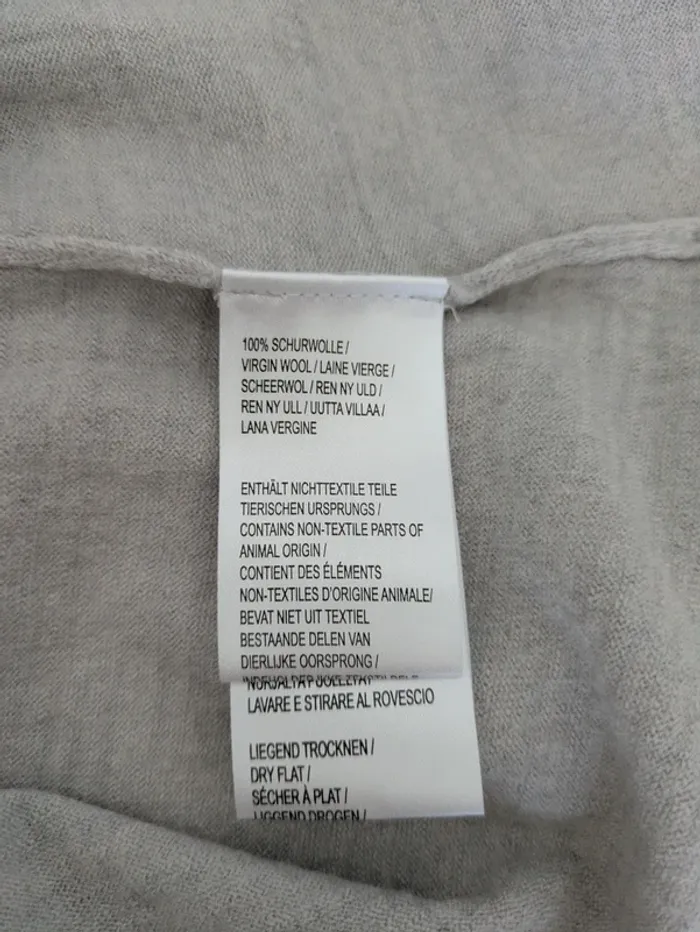 100% SCHURWOLLE /
VIRGIN WOOL / LAINE VIERGE /
SCHEERWOL / REN NY ULD /
REN NY ULL / UUTTA VILLAA /
LANA VERGINE
ENTHÄLT NICHTTEXTILE TEILE
TIERISCHEN URSPRUNGS /
CONTAINS NON-TEXTILE PARTS OF
ANIMAL ORIGIN /
CONTIENT DES ÉLÉMENTS
NON-TEXTILES D'ORIGINE ANIMALE/
BEVAT NIET UIT TEXTIEL
BESTAANDE DELEN VAN
DIERLIJKE OORSPRONG /
LAVARE E STIRARE AL ROVESCIO
LIEGEND TROCKNEN /
DRY FLAT /
SÉCHER À PLAT /
LIGGEND DROGEN /